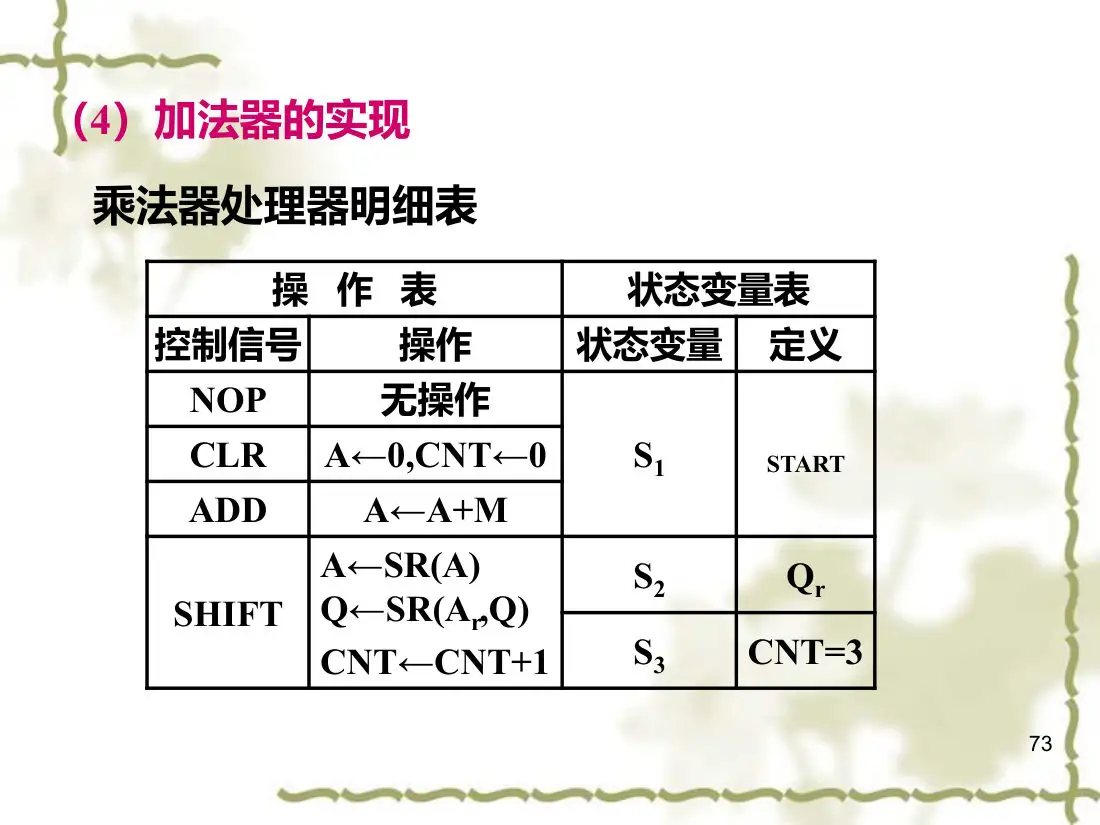 （4）加法器的实现
乘法器处理器明细表
操 作 表 状态变量表
控制信号 操作 状态变量 定义
NOP 无操作
CLR A←0,CNT←0 S₁ START
ADD A←A+M
SHIFT A←SR(A)
Q←SR(Aᵣ,Q)
CNT←CNT+1
S₂ Qᵣ
S₃ CNT=3
73